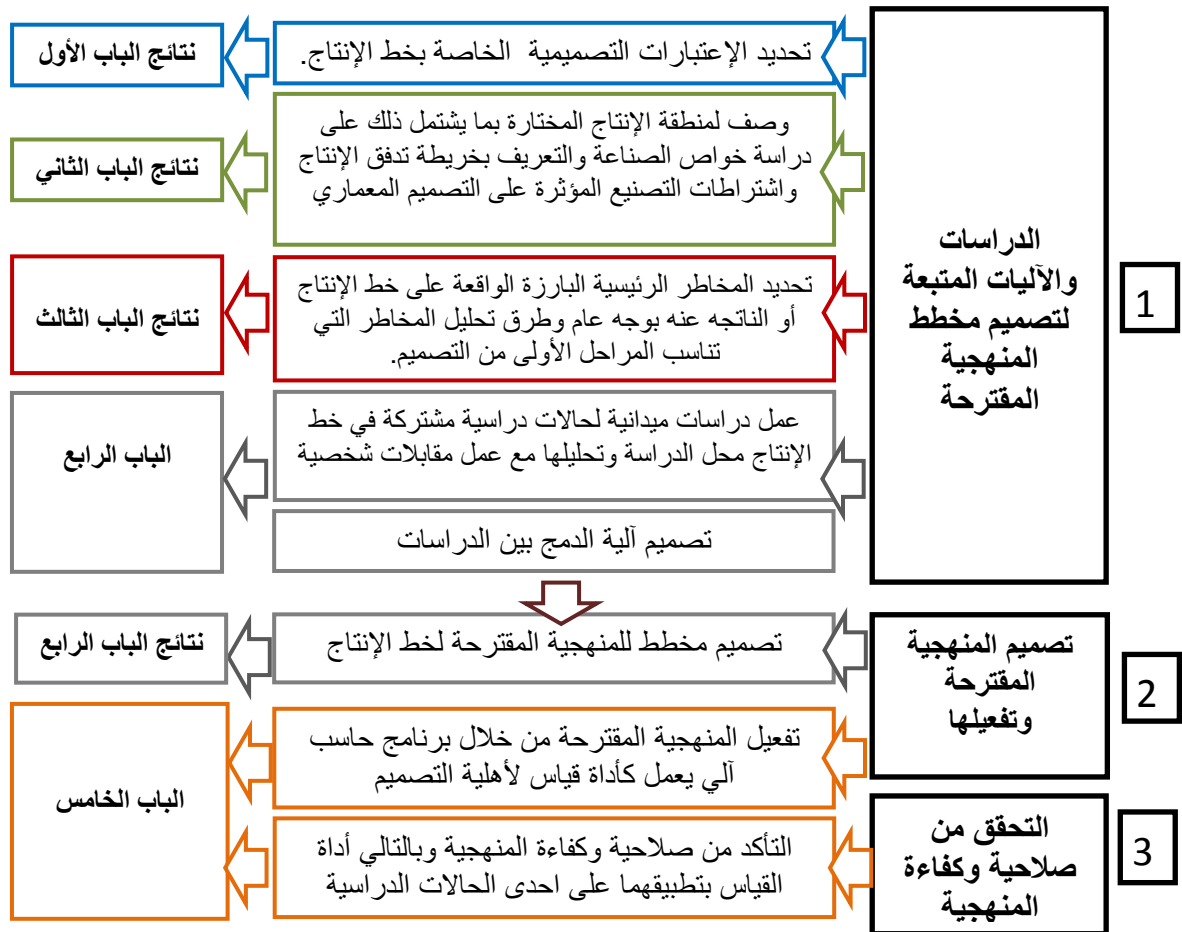 1
الدراسات
والآليات المتبعة
لتصميم مخطط
المنهجية
المقترحة
تحديد الإعتبارات التصميمية الخاصة بخط الإنتاج.
نتائج الباب الأول
وصف لمنطقة الإنتاج المختارة بما يشتمل ذلك على
دراسة خواص الصناعة والتعريف بخريطة تدفق الإنتاج
واشتراطات التصنيع المؤثرة على التصميم المعماري
نتائج الباب الثاني
تحديد المخاطر الرئيسية البارزة الواقعة على خط الإنتاج
أو الناتجه عنه بوجه عام وطرق تحليل المخاطر التي
تناسب المراحل الأولى من التصميم.
نتائج الباب الثالث
عمل دراسات ميدانية لحالات دراسية مشتركة في خط
الإنتاج محل الدراسة وتحليلها مع عمل مقابلات شخصية
الباب الرابع
تصميم آلية الدمج بين الدراسات
2
تصميم المنهجية
المقترحة
وتفعيلها
تصميم مخطط للمنهجية المقترحة لخط الإنتاج
نتائج الباب الرابع
تفعيل المنهجية المقترحة من خلال برنامج حاسب
آلي يعمل كأداة قياس لأهلية التصميم
الباب الخامس
3
التحقق من
صلاحية وكفاءة
المنهجية
التأكد من صلاحية وكفاءة المنهجية وبالتالي أداة
القياس بتطبيقهما على احدى الحالات الدراسية